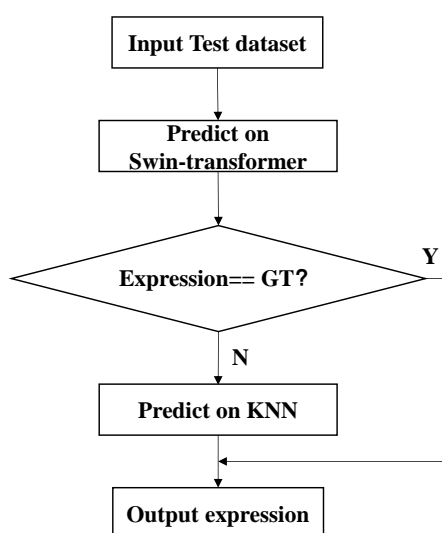 Input Test dataset
Predict on
Swin-transformer
Expression== GT?
Y
N
Predict on KNN
Output expression